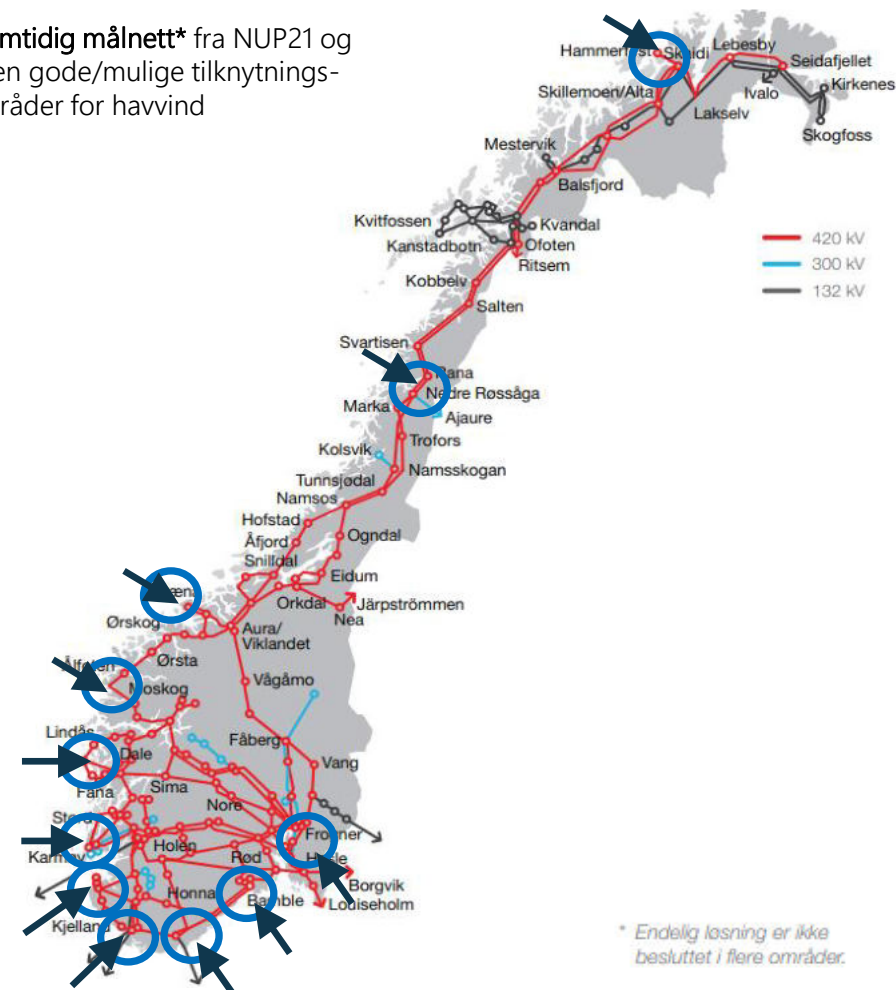 mtidig målnett* fra NUP21 og
en gode/mulige tilknytnings-
råder for havvind
Hammerfest
Skaidi
Lebesby
Seidafjellet
Skillemoen/Alta
Ivalo
Kirkenes
Lakselv
Skogfoss
Mestervik
Balsfjord
Kvitfossen
Kvandal
Kanstadbotn
Ofoten
Ritsem
420 kV
300 kV
132 kV
Kobbelv
Salten
Svartisen
Rana
Nedre Røssåga
Marka
Ajaure
Trofors
Kolsvik
Namsskogan
Tunnsjødal
Namsos
Hofstad
Åfjord
Ogndal
Snilldal
Eidum
Orkdal
Järpströmmen
Nea
Ørskog
Aura/
Viklandet
Ørsta
Moskog
Vågåmo
Lindås
Dale
Fåberg
Vang
Fana
Sima
Nore
Stord
Frogner
Karmøy
Holen
Rød
Hasle
Borgvik
Honna
Bamble
Loüiseholm
Kjelland
* Endelig løsning er ikke
besluttet i flere områder.